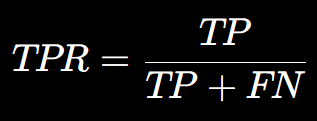 TPR = TP / (TP + FN)